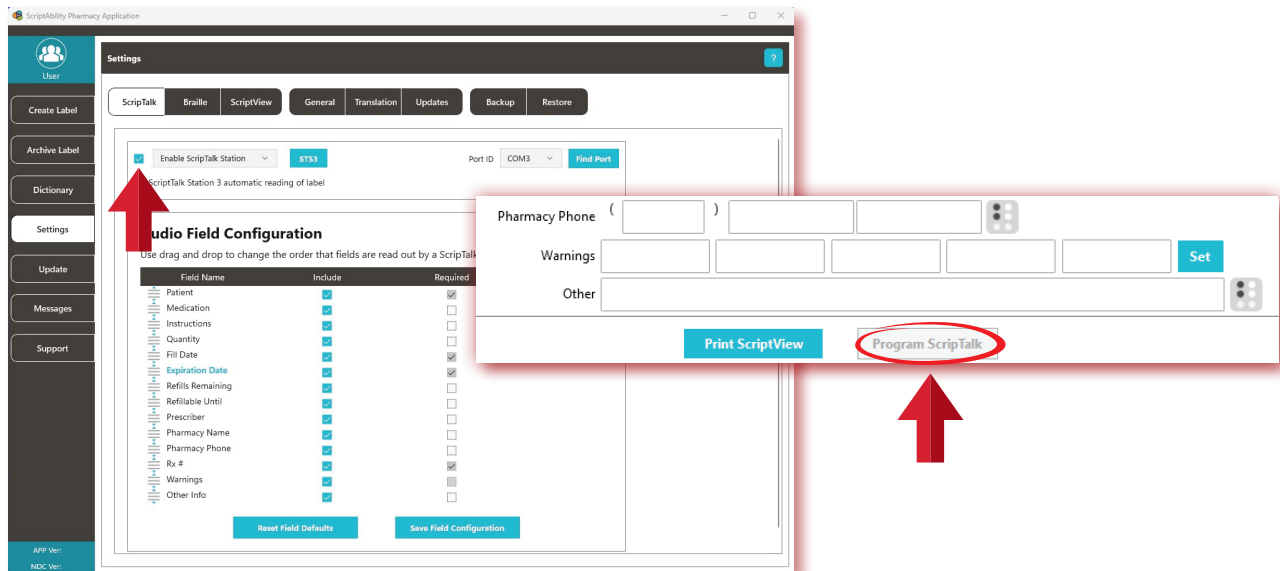 ScriptAbility Pharmacy Application
User
Settings
?
ScripTalk Braille ScriptView General Translation Updates Backup Restore
Create Label
Archive Label
Dictionary
Settings
Update
Messages
Support
APP Ver:
NDC Ver:
Enable ScripTalk Station STS3 Port ID COM3 Find Port
ScriptTalk Station 3 automatic reading of label
udio Field Configuration
Use drag and drop to change the order that fields are read out by a ScripTalk
Field Name Include Required
Patient
Medication
Instructions
Quantity
Fill Date
Expiration Date
Refills Remaining
Refillable Until
Prescriber
Pharmacy Name
Pharmacy Phone
Rx #
Warnings
Other Info
Reset Field Defaults Save Field Configuration
Pharmacy Phone ( )
Warnings Set
Other
Print ScriptView Program ScripTalk